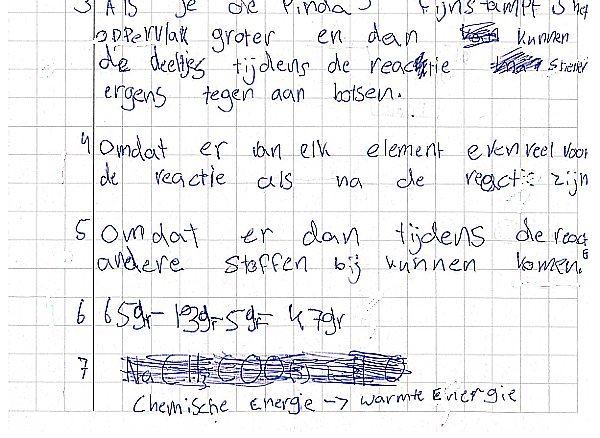 3 Als je de Pinda's fijnstampt is het
oppervlak groter en dan kunnen
de deeltjes tijdens de reactie
ergens tegen aan botsen.
4 Omdat er van elk element evenveel voor
de reactie als na de reactie zijn
5 Omdat er dan tijdens de react
andere stoffen bij kunnen komen.
6 65gr - 13gr - 5gr = 47gr
7
Chemische Energie -> warmte Energie